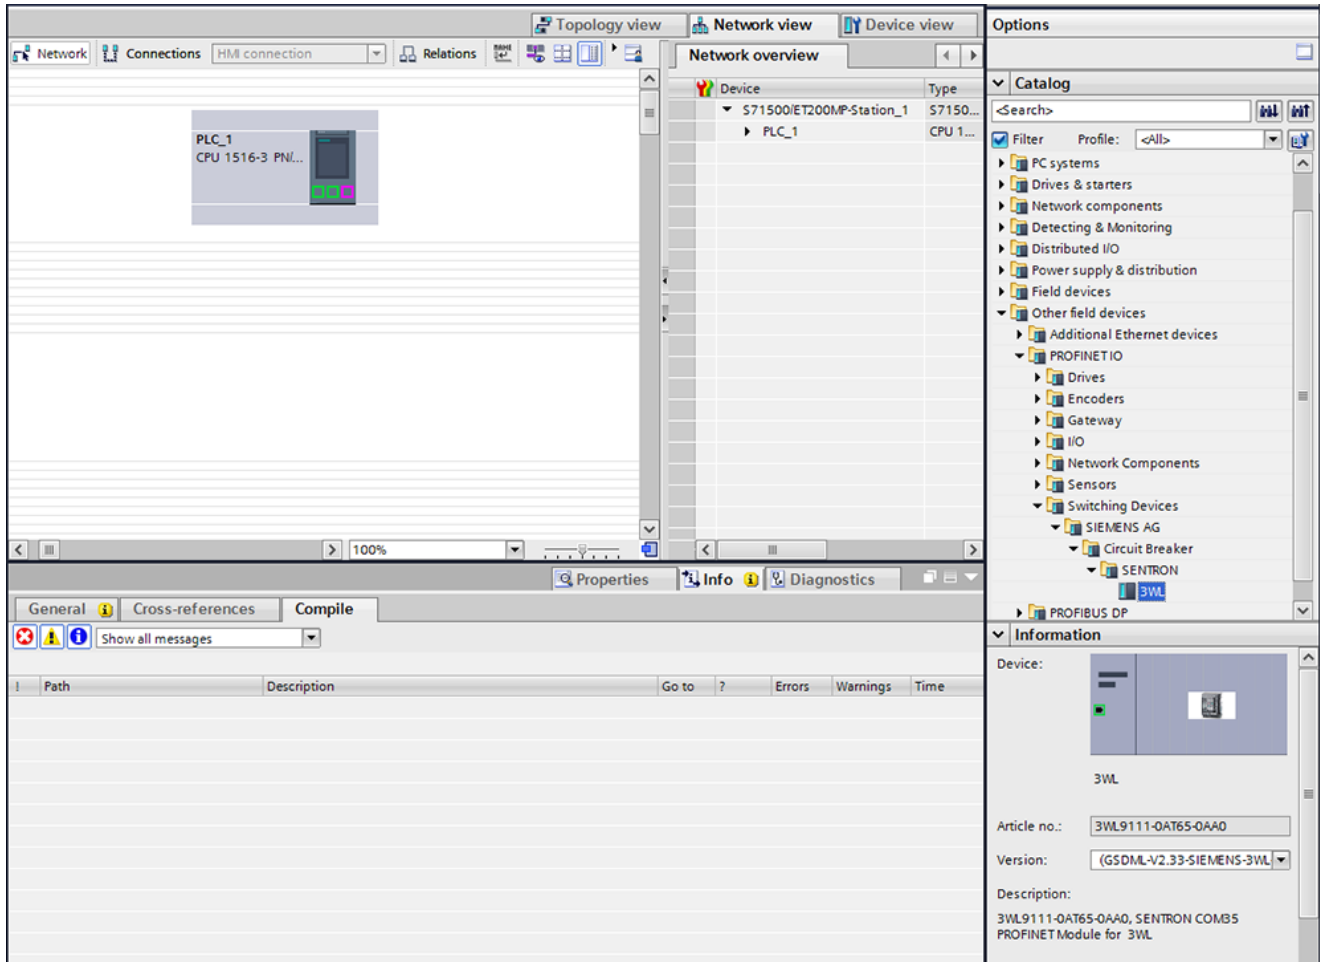 Topology view
Network view
Device view
Options
Network
Connections
HMI connection
Relations
Network overview
Device
Type
S71500/ET200MP-Station_1
S7150...
PLC_1
CPU 1...
PLC_1
CPU 1516-3 PN/...
100%
Catalog
<Search>
Filter
Profile:
<All>
PC systems
Drives & starters
Network components
Detecting & Monitoring
Distributed I/O
Power supply & distribution
Field devices
Other field devices
Additional Ethernet devices
PROFINET IO
Drives
Encoders
Gateway
I/O
Network Components
Sensors
Switching Devices
SIEMENS AG
Circuit Breaker
SENTRON
3WL
PROFIBUS DP
Properties
Info
Diagnostics
General
Cross-references
Compile
Show all messages
! Path Description Go to ? Errors Warnings Time
Information
Device:
3WL
Article no.: 3WL9111-0AT65-0AA0
Version: (GSDML-V2.33-SIEMENS-3WL
Description:
3WL9111-0AT65-0AA0, SENTRON COM35
PROFINET Module for 3WL